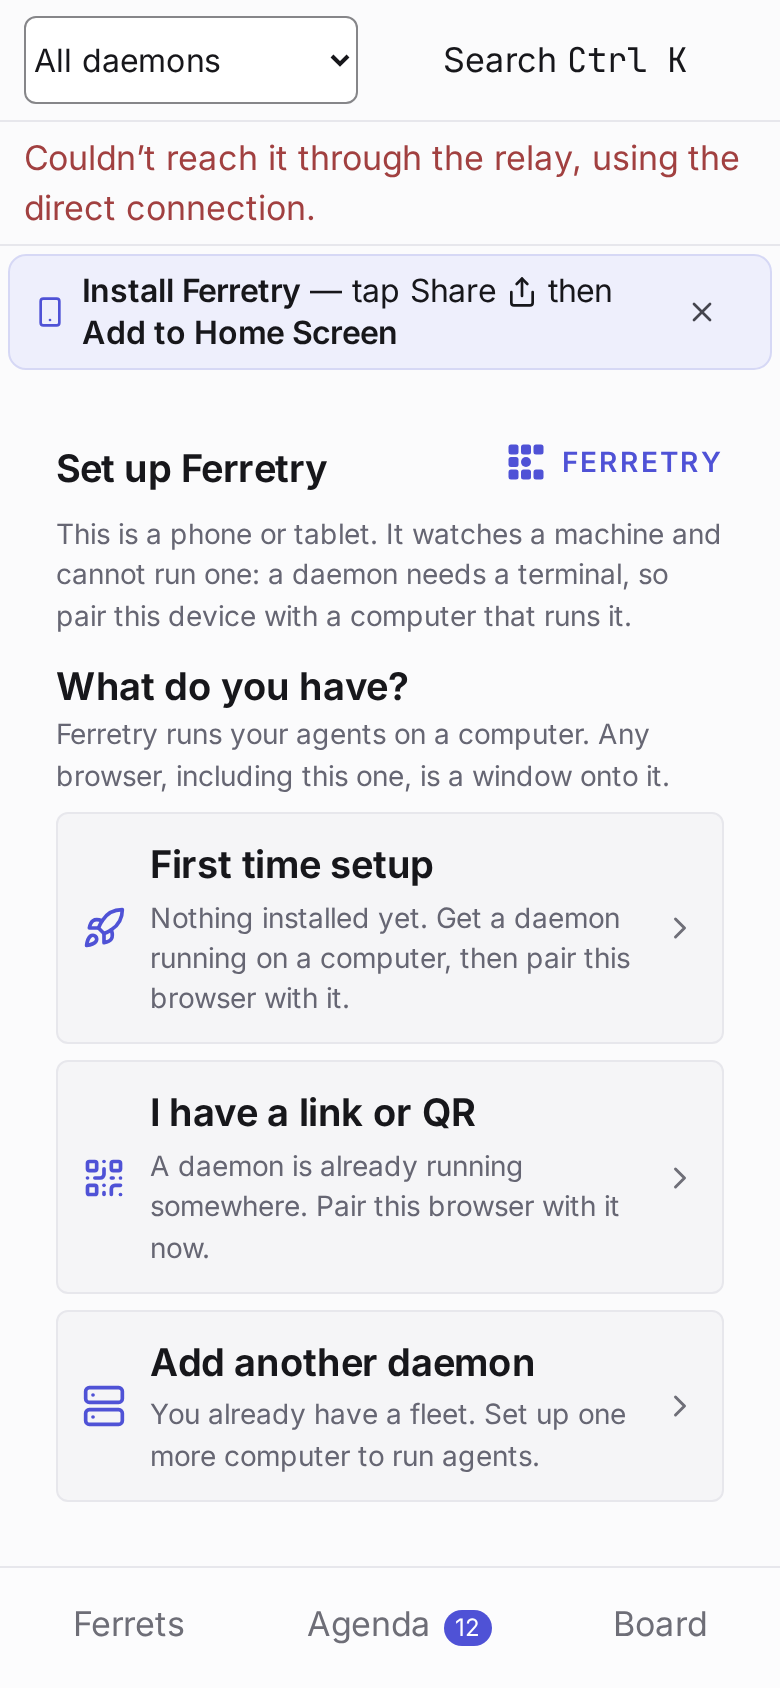 All daemons
Search Ctrl K
Couldn’t reach it through the relay, using the
direct connection.
Install Ferretry — tap Share then
Add to Home Screen
Set up Ferretry
FERRETRY
This is a phone or tablet. It watches a machine and
cannot run one: a daemon needs a terminal, so
pair this device with a computer that runs it.
What do you have?
Ferretry runs your agents on a computer. Any
browser, including this one, is a window onto it.
First time setup
Nothing installed yet. Get a daemon
running on a computer, then pair this
browser with it.
I have a link or QR
A daemon is already running
somewhere. Pair this browser with it
now.
Add another daemon
You already have a fleet. Set up one
more computer to run agents.
Ferrets
Agenda 12
Board